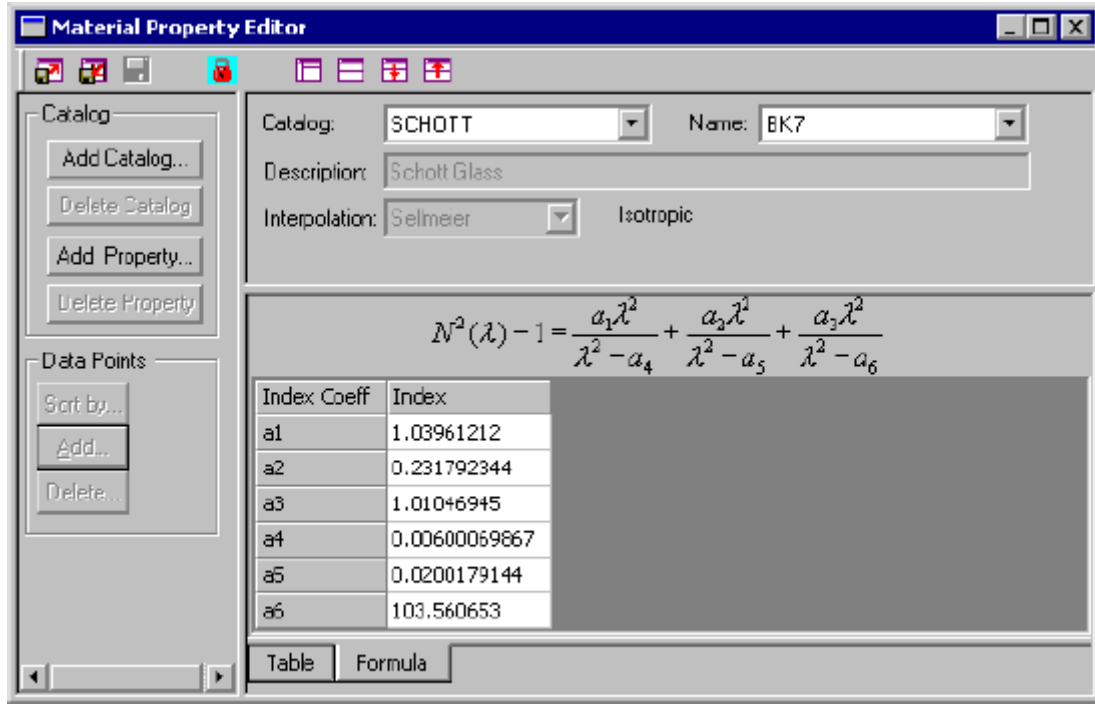 Material Property Editor
Catalog
Add Catalog...
Delete Catalog
Add Property...
Delete Property
Data Points
Sort by...
Add...
Delete...
Catalog: SCHOTT Name: BK7
Description: Schott Glass
Interpolation: Sellmeier Isotropic
N²(λ) − 1 = a₁λ²/(λ² − a₄) + a₂λ²/(λ² − a₅) + a₃λ²/(λ² − a₆)
Index Coeff Index
a1 1.03961212
a2 0.231792344
a3 1.01046945
a4 0.00600069867
a5 0.0200179144
a6 103.560653
Table Formula